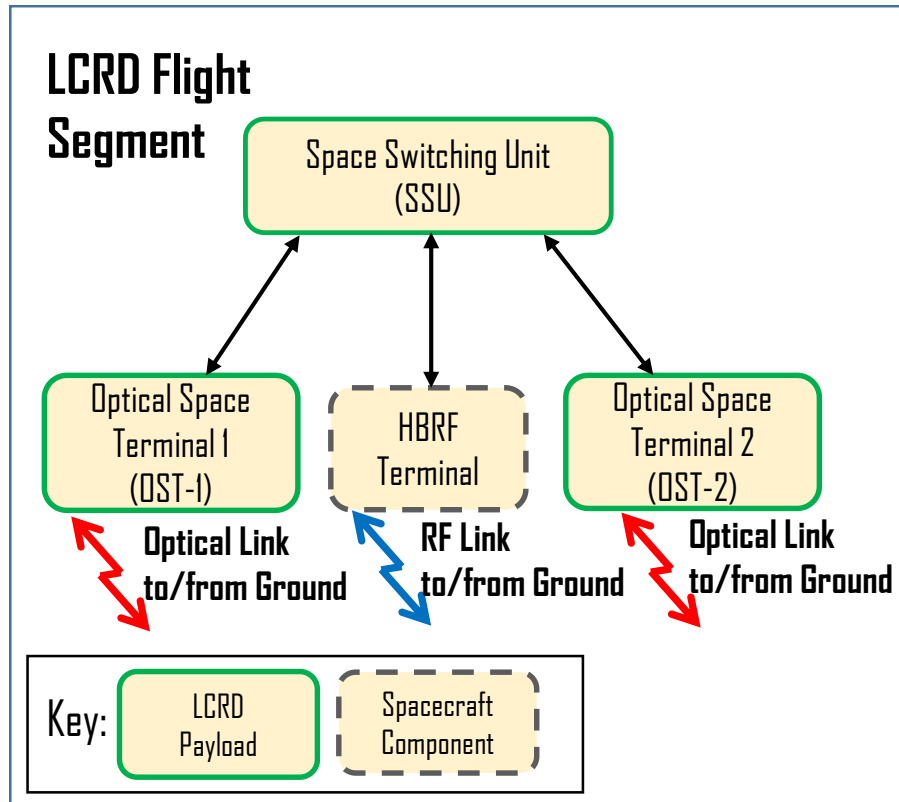 LCRD Flight
Segment
Space Switching Unit
(SSU)
Optical Space
Terminal 1
(OST-1)
HBRF
Terminal
Optical Space
Terminal 2
(OST-2)
Optical Link
to/from Ground
RF Link
to/from Ground
Optical Link
to/from Ground
Key:
LCRD
Payload
Spacecraft
Component